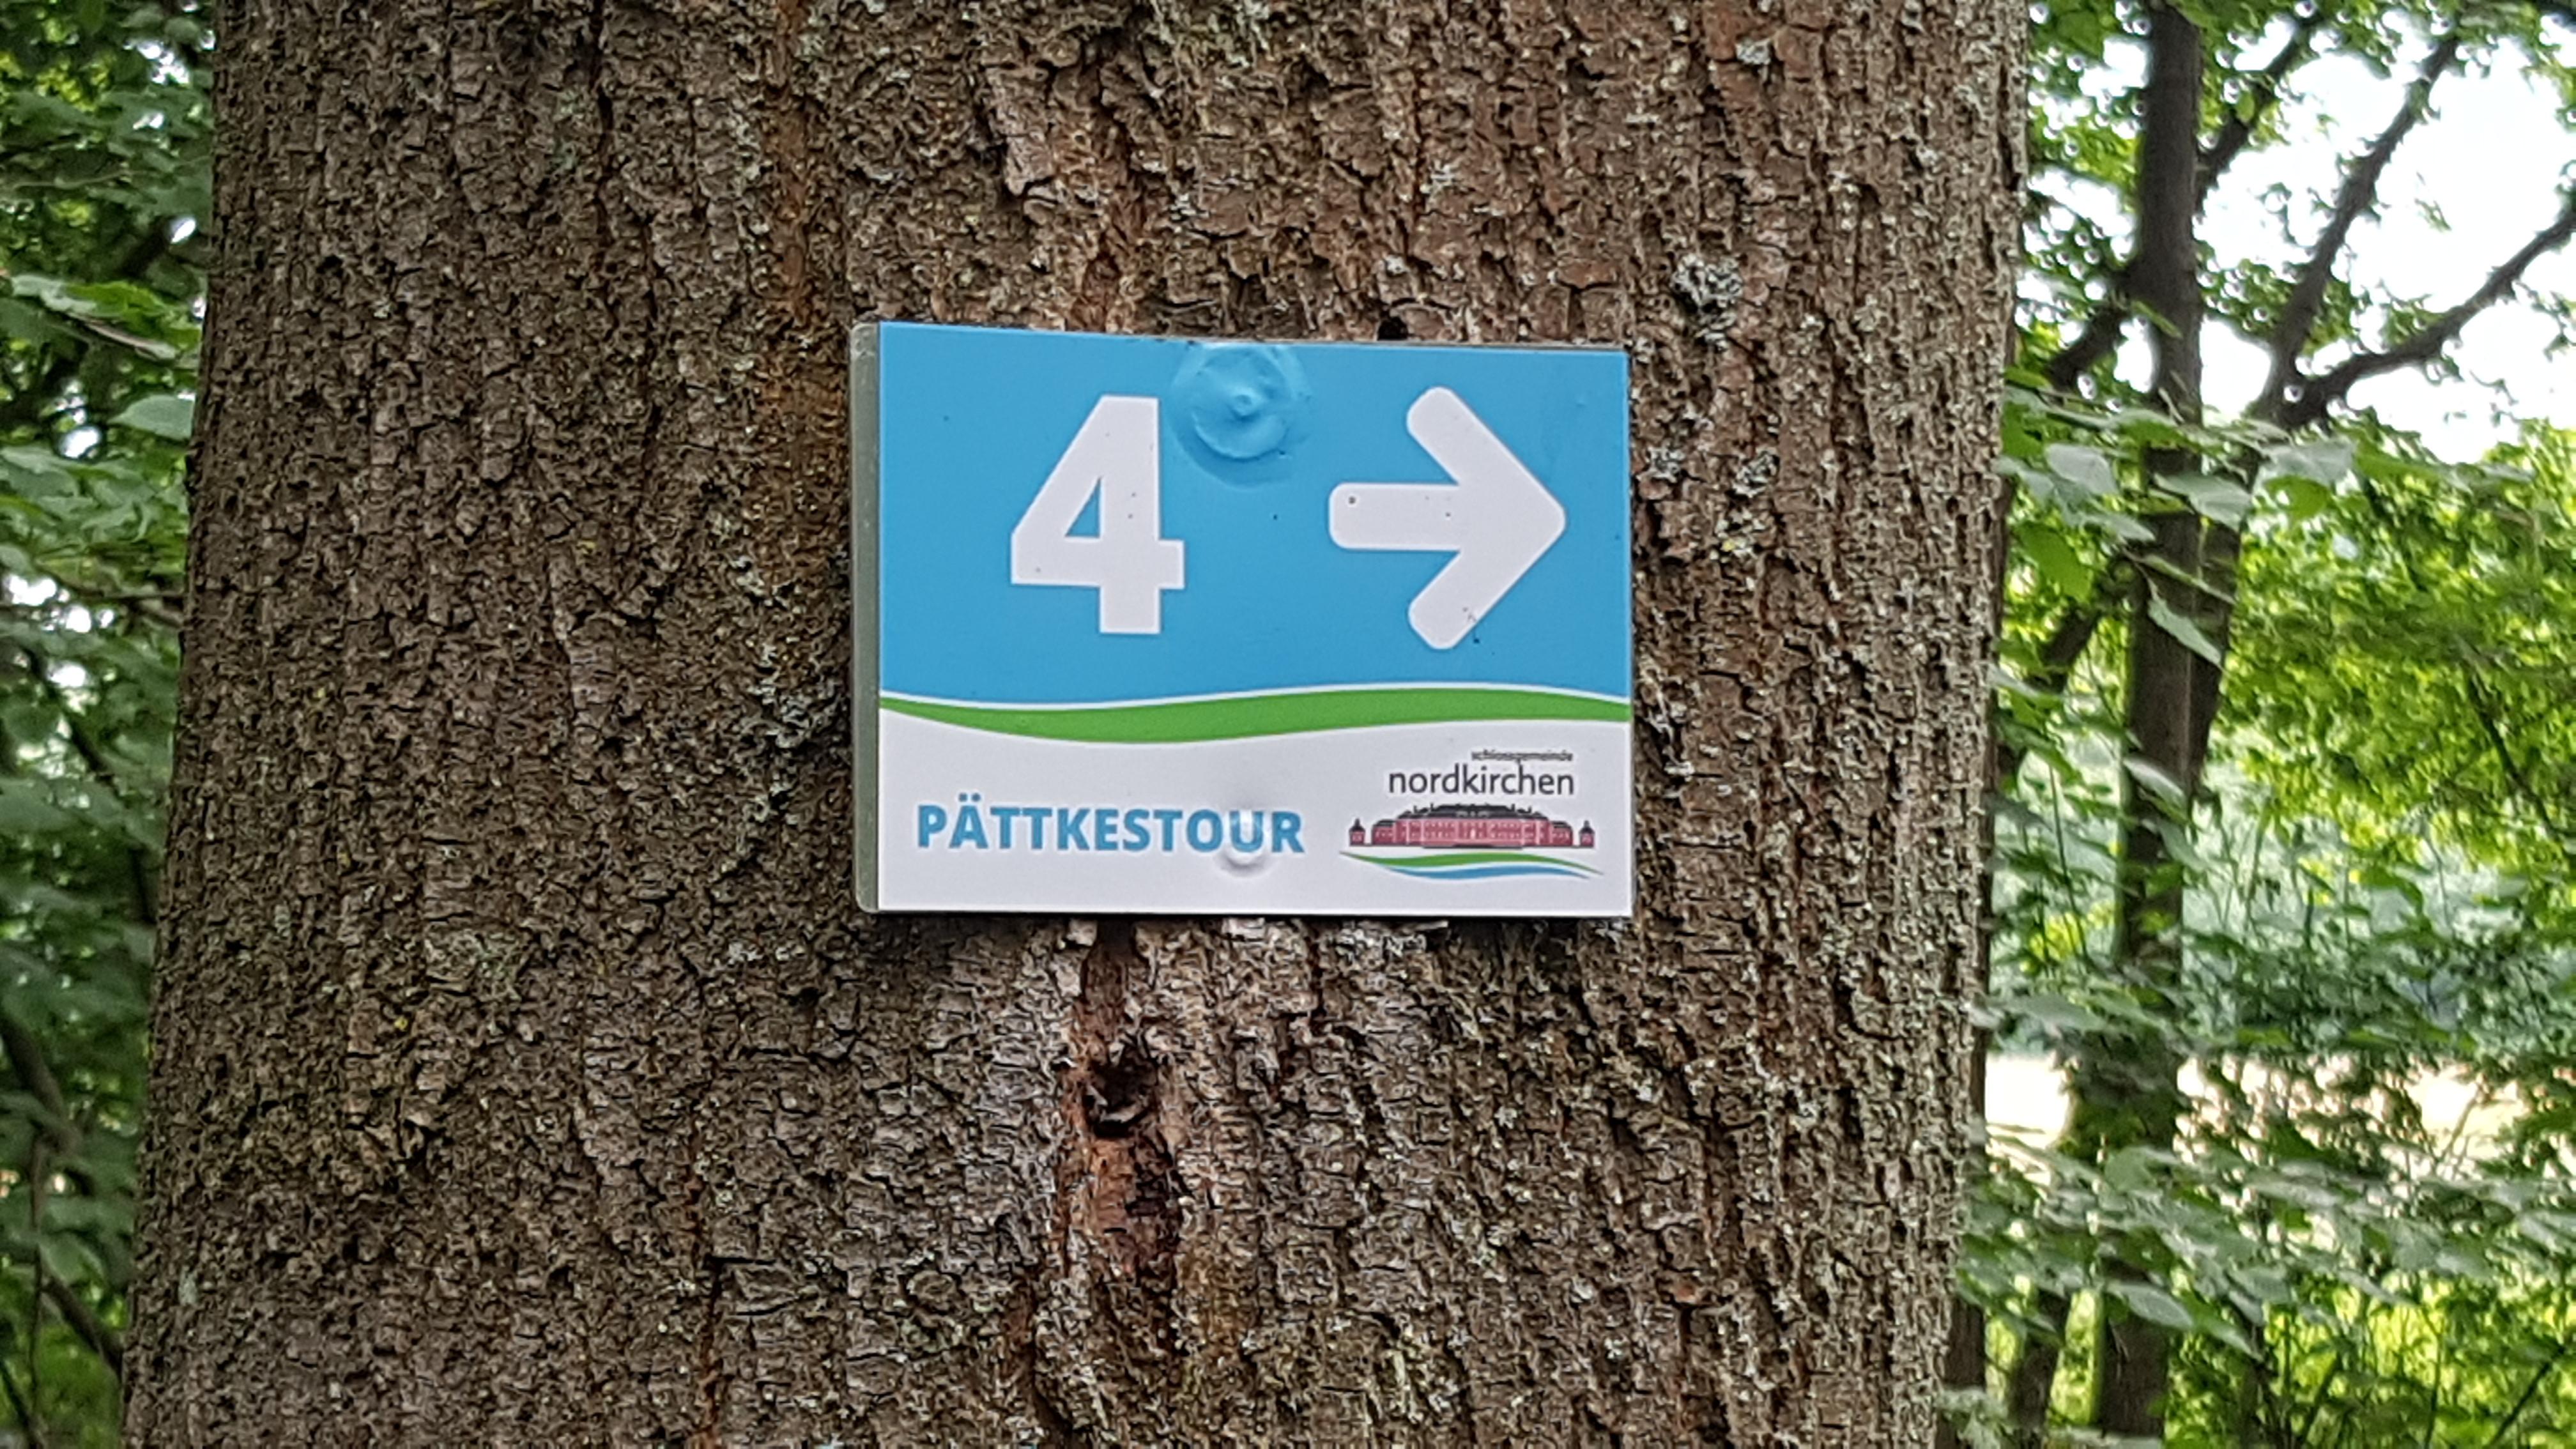 4 →
schlossgemeinde
nordkirchen
PÄTTKESTOUR